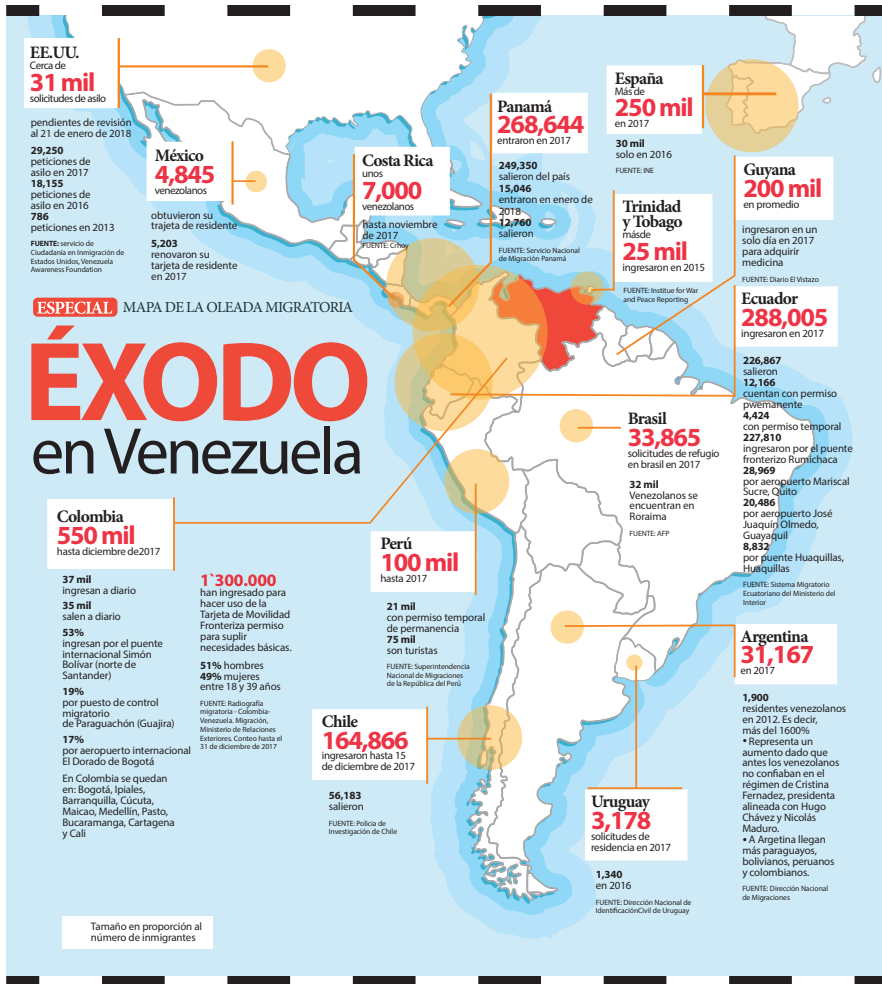 EE.UU.
Cerca de
31 mil
solicitudes de asilo
pendientes de revisión
al 21 de enero de 2018
29,250
peticiones de
asilo en 2017
18,155
peticiones de
asilo en 2016
786
peticiones en 2013
FUENTE: servicio de
Ciudadanía en Inmigración de
Estados Unidos, Venezuela
Awareness Foundation
México
4,845
venezolanos
obtuvieron su
trajeta de residente
5,203
renovaron su
tarjeta de residente
en 2017
Costa Rica
unos
7,000
venezolanos
hasta noviembre
de 2017
FUENTE: Crhoy
Panamá
268,644
entraron en 2017
249,350
salieron del país
15,046
entraron en enero de
2018
12,760
salieron
FUENTE: Servicio Nacional
de Migración Panamá
España
Más de
250 mil
en 2017
30 mil
solo en 2016
FUENTE: INE
Trinidad
y Tobago
másde
25 mil
ingresaron en 2015
FUENTE: Institue for War
and Peace Reporting
Guyana
200 mil
en promedio
ingresaron en un
solo día en 2017
para adquirir
medicina
FUENTE: Diario El Vistazo
Ecuador
288,005
ingresaron en 2017
226,867
salieron
12,166
cuentan con permiso
pwemanente
4,424
con permiso temporal
227,810
ingresaron por el puente
fronterizo Rumichaca
28,969
por aeropuerto Mariscal
Sucre, Quito
20,486
por aeropuerto José
Juaquín Olmedo,
Guayaquil
8,832
por puente Huaquillas,
Huaquillas
FUENTE: Sistema Migratorio
Ecuatoriano del Ministerio del
Interior
ESPECIAL MAPA DE LA OLEADA MIGRATORIA
ÉXODO
en Venezuela
Brasil
33,865
solicitudes de refugio
en brasil en 2017
32 mil
Venezolanos se
encuentran en
Roraima
FUENTE: AFP
Colombia
550 mil
hasta diciembre de2017
37 mil
ingresan a diario
35 mil
salen a diario
53%
ingresan por el puente
internacional Simón
Bolívar (norte de
Santander)
19%
por puesto de control
migratorio
de Paraguachón (Guajira)
17%
por aeropuerto internacional
El Dorado de Bogotá
En Colombia se quedan
en: Bogotá, Ipiales,
Barranquilla, Cúcuta,
Maicao, Medellín, Pasto,
Bucaramanga, Cartagena
y Cali
1`300.000
han ingresado para
hacer uso de la
Tarjeta de Movilidad
Fronteriza permiso
para suplir
necesidades básicas.
51% hombres
49% mujeres
entre 18 y 39 años
FUENTE: Radiografía
migratoria - Colombia-
Venezuela. Migración,
Ministerio de Relaciones
Exteriores. Conteo hasta el
31 de diciembre de 2017
Perú
100 mil
hasta 2017
21 mil
con permiso temporal
de permanencia
75 mil
son turistas
FUENTE: Superintendencia
Nacional de Migraciones
de la República del Perú
Chile
164,866
ingresaron hasta 15
de diciembre de 2017
56,183
salieron
FUENTE: Policia de
Investigación de Chile
Argentina
31,167
en 2017
1,900
residentes venezolanos
en 2012. Es decir,
más del 1600%
• Representa un
aumento dado que
antes los venezolanos
no confiaban en el
régimen de Cristina
Fernadez, presidenta
alineada con Hugo
Chávez y Nicolás
Maduro.
• A Argetina llegan
más paraguayos,
bolivianos, peruanos
y colombianos.
FUENTE: Dirección Nacional
de Migraciones
Uruguay
3,178
solicitudes de
residencia en 2017
1,340
en 2016
FUENTE: Dirección Nacional de
IdentificaciónCivil de Uruguay
Tamaño en proporción al
número de inmigrantes